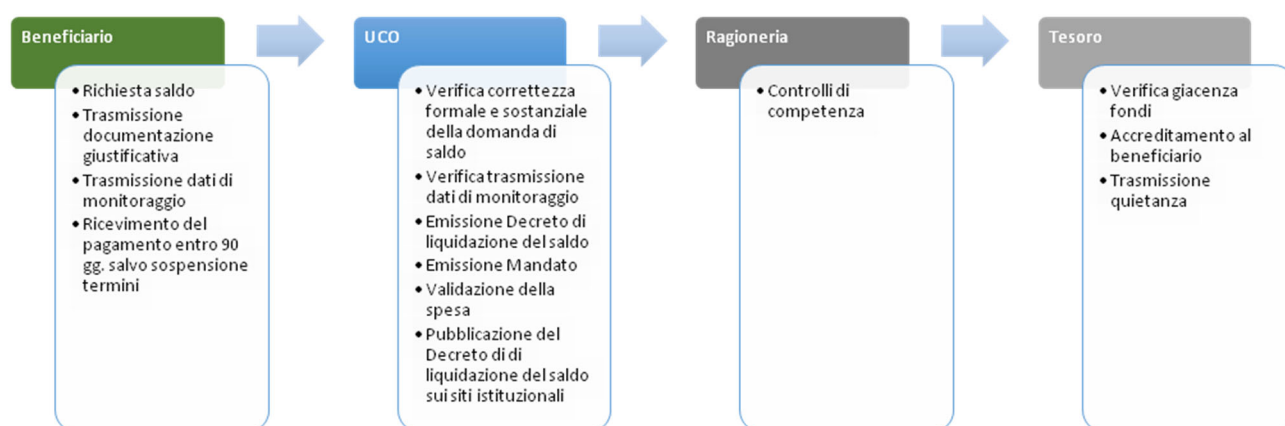 Beneficiario
• Richiesta saldo
• Trasmissione
documentazione
giustificativa
• Trasmissione dati di
monitoraggio
• Ricevimento del
pagamento entro 90
gg. salvo sospensione
termini
UCO
• Verifica correttezza
formale e sostanziale
della domanda di
saldo
• Verifica trasmissione
dati di monitoraggio
• Emissione Decreto di
liquidazione del saldo
• Emissione Mandato
• Validazione della
spesa
• Pubblicazione del
Decreto di di
liquidazione del saldo
sui siti istituzionali
Ragioneria
• Controlli di
competenza
Tesoro
• Verifica giacenza
fondi
• Accreditamento al
beneficiario
• Trasmissione
quietanza